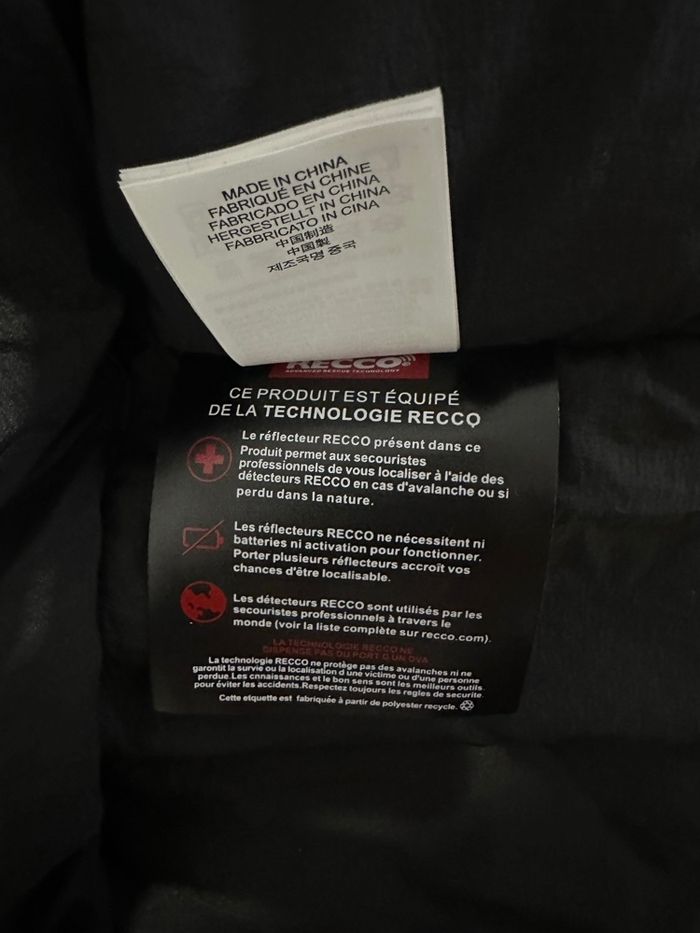 MADE IN CHINA
FABRIQUÉ EN CHINE
FABRICADO EN CHINA
HERGESTELLT IN CHINA
FABBRICATO IN CINA
中国制造
中国製
제조국명 중국
RECCO
ADVANCED RESCUE TECHNOLOGY
CE PRODUIT EST ÉQUIPÉ
DE LA TECHNOLOGIE RECCO
Le réflecteur RECCO présent dans ce
Produit permet aux secouristes
professionnels de vous localiser à l'aide des
détecteurs RECCO en cas d'avalanche ou si
perdu dans la nature.
Les réflecteurs RECCO ne nécessitent ni
batteries ni activation pour fonctionner.
Porter plusieurs réflecteurs accroît vos
chances d'être localisable.
Les détecteurs RECCO sont utilisés par les
secouristes professionnels à travers le
monde (voir la liste complète sur recco.com).
LA TECHNOLOGIE RECCO NE
DISPENSE PAS DU PORT D UN DVA
La technologie RECCO ne protège pas des avalanches ni ne
garontit la survie ou la localisation d une victime ou d'une personne
perdue.Les cnnaissances et le bon sens sont les meilleurs outils
pour éviter les accidents.Respectez toujours les regles de securite
Cette etiquette est fabriquée à partir de polyester recycle.